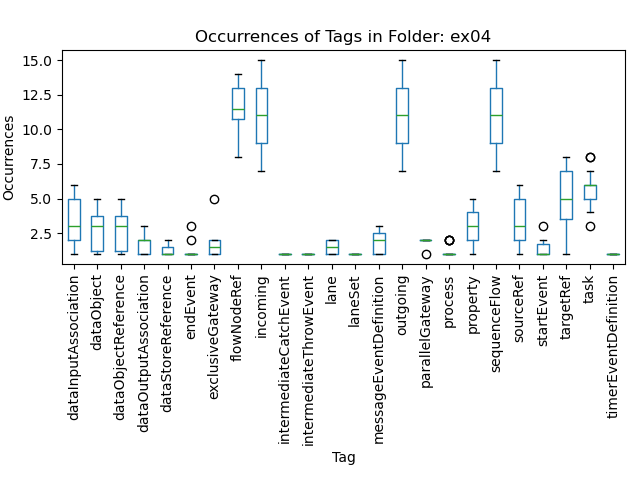 Occurrences of Tags in Folder: ex04
Occurrences
15.0
12.5
10.0
7.5
5.0
2.5
dataInputAssociation
dataObject
dataObjectReference
dataOutputAssociation
dataStoreReference
endEvent
exclusiveGateway
flowNodeRef
incoming
intermediateCatchEvent
intermediateThrowEvent
lane
laneSet
messageEventDefinition
outgoing
parallelGateway
process
property
sequenceFlow
sourceRef
startEvent
targetRef
task
timerEventDefinition
Tag